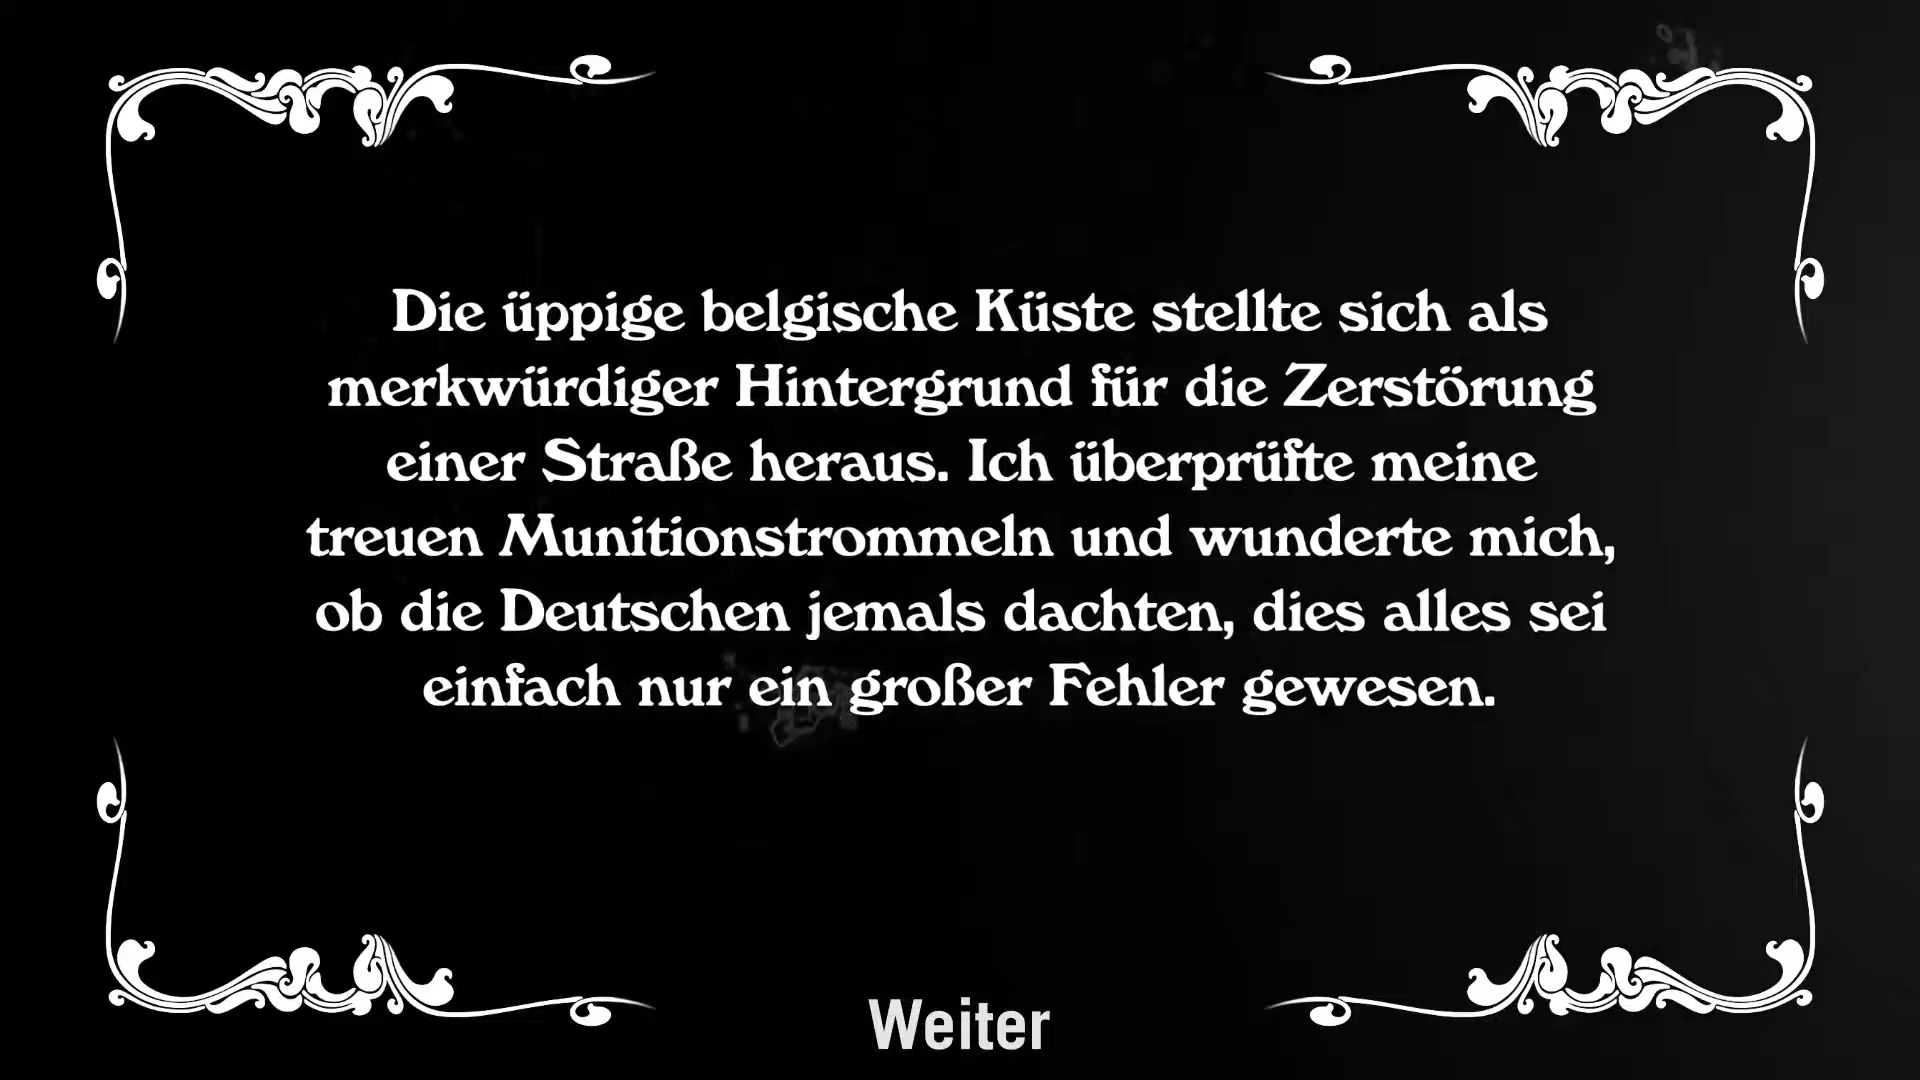 Die üppige belgische Küste stellte sich als
merkwürdiger Hintergrund für die Zerstörung
einer Straße heraus. Ich überprüfte meine
treuen Munitionstrommeln und wunderte mich,
ob die Deutschen jemals dachten, dies alles sei
einfach nur ein großer Fehler gewesen.
Weiter